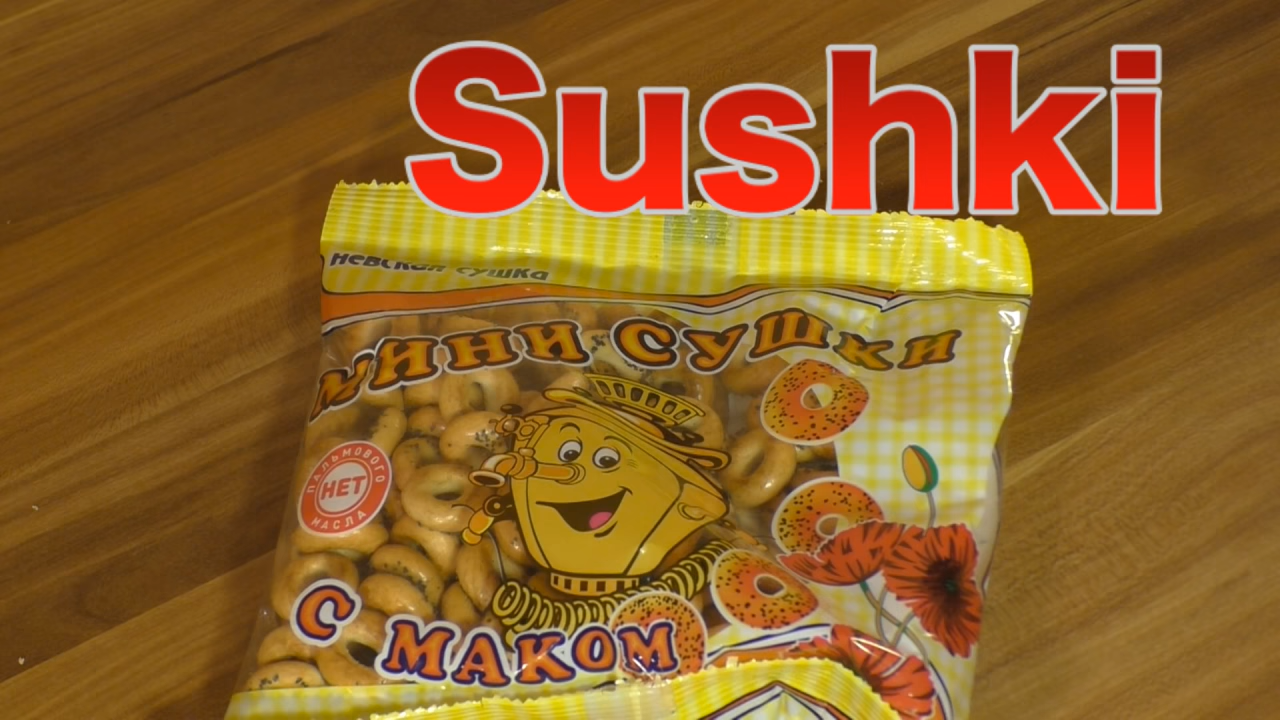 Sushki
невская сушка
МИНИ СУШКИ
ПАЛЬМОВОГО
НЕТ
МАСЛА
С МАКОМ